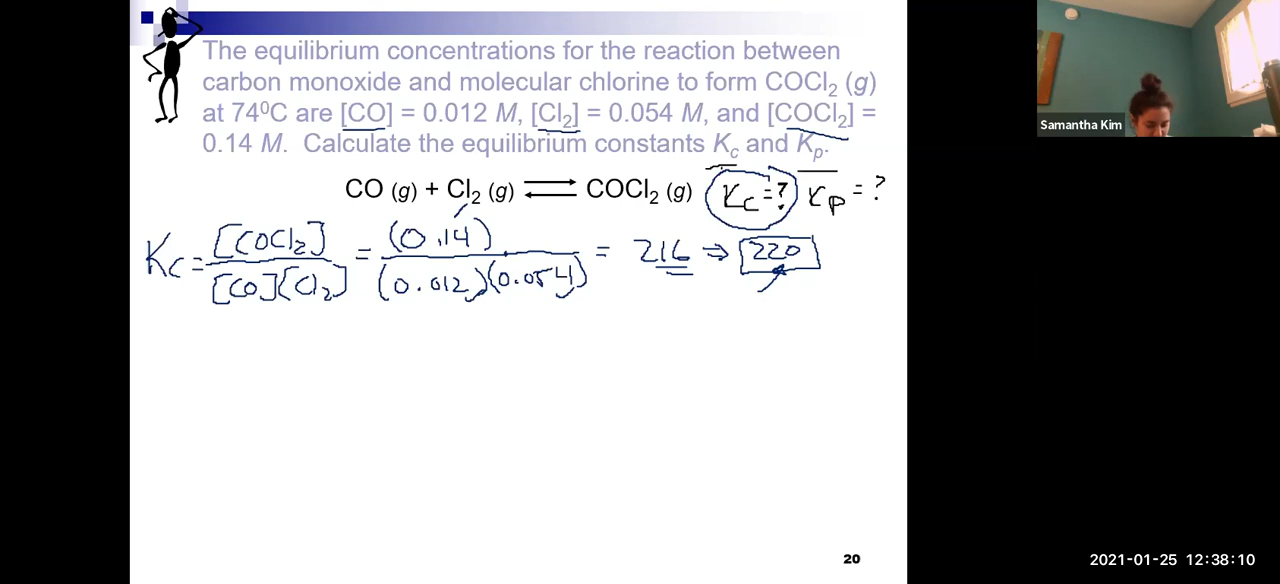 The equilibrium concentrations for the reaction between
carbon monoxide and molecular chlorine to form COCl₂ (g)
at 74⁰C are [CO] = 0.012 M, [Cl₂] = 0.054 M, and [COCl₂] =
0.14 M. Calculate the equilibrium constants Kc and Kp.
CO (g) + Cl₂ (g) ⇌ COCl₂ (g) Kc = ? Kp = ?
Kc = [COCl₂] / [CO][Cl₂] = (0.14) / (0.012)(0.054) = 216 ⇒ 220
20
Samantha Kim
2021-01-25 12:38:10